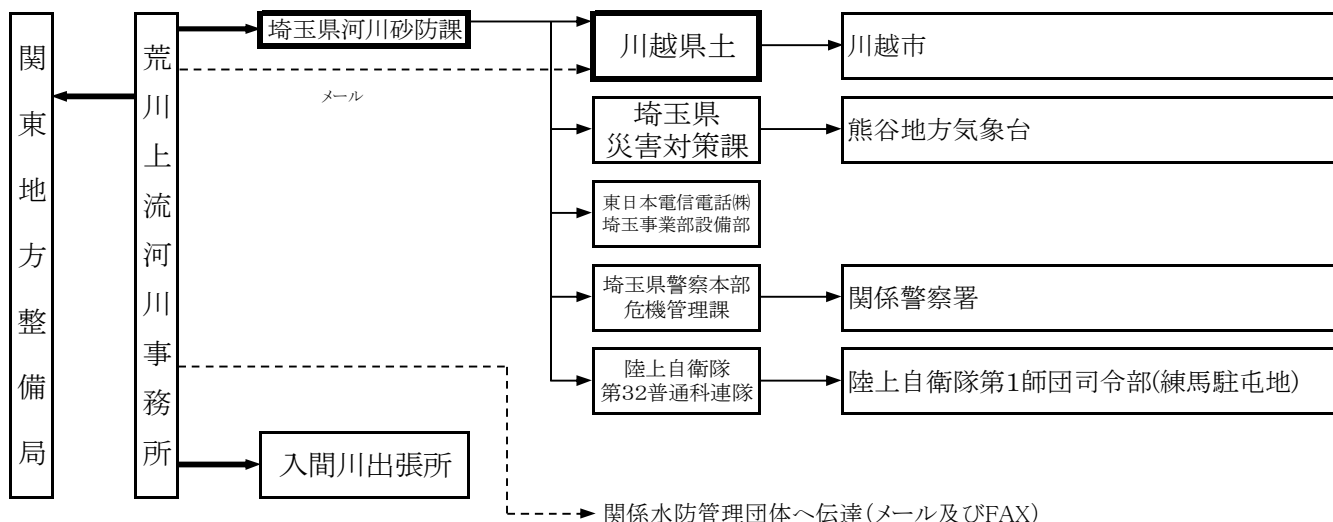 関東地方整備局
荒川上流河川事務所
埼玉県河川砂防課
メール
入間川出張所
川越県土
川越市
埼玉県
災害対策課
熊谷地方気象台
東日本電信電話㈱
埼玉事業部設備部
埼玉県警察本部
危機管理課
関係警察署
陸上自衛隊
第32普通科連隊
陸上自衛隊第1師団司令部(練馬駐屯地)
関係水防管理団体へ伝達(メール及びFAX)